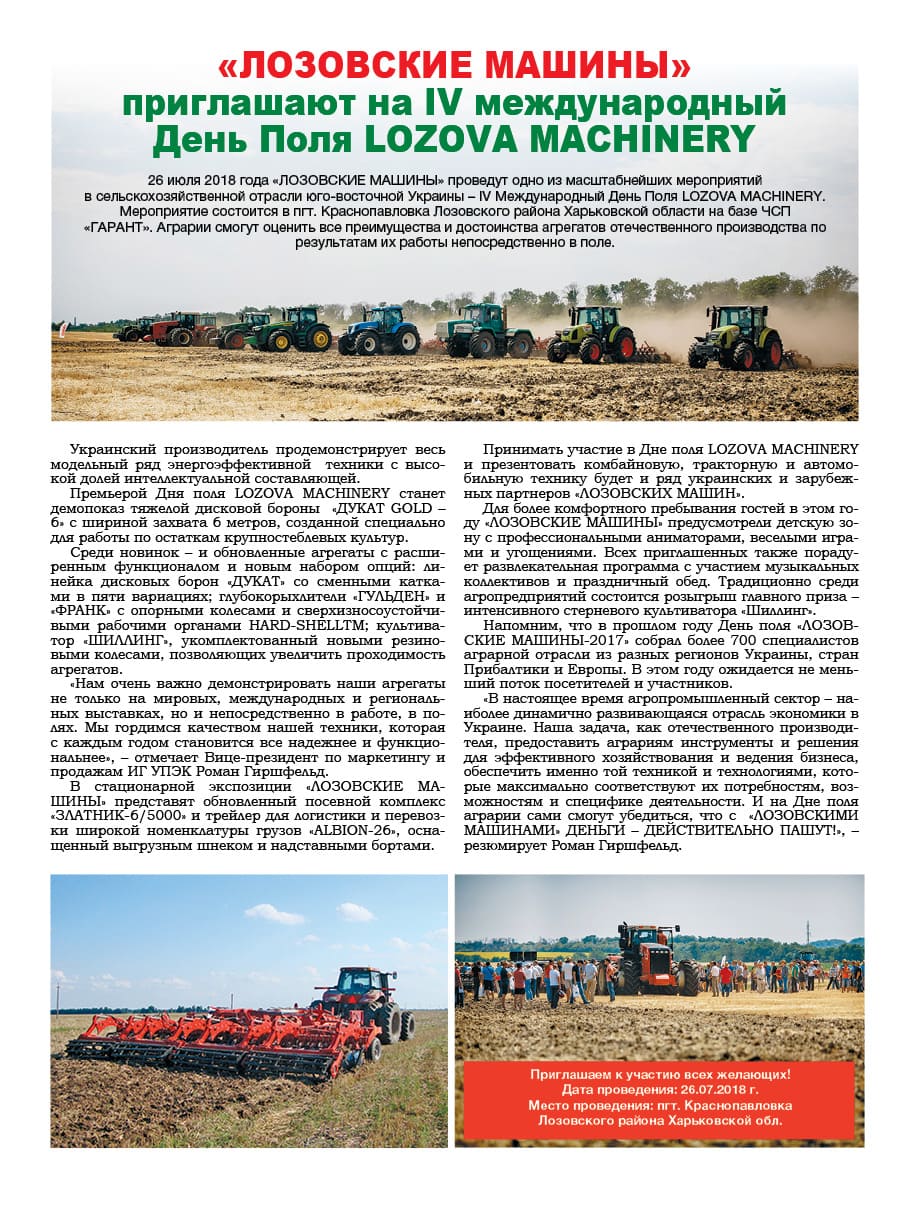 «ЛОЗОВСКИЕ МАШИНЫ»
приглашают на IV международный
День Поля LOZOVA MACHINERY
26 июля 2018 года «ЛОЗОВСКИЕ МАШИНЫ» проведут одно из масштабнейших мероприятий
в сельскохозяйственной отрасли юго-восточной Украины – IV Международный День Поля LOZOVA MACHINERY.
Мероприятие состоится в пгт. Краснопавловка Лозовского района Харьковской области на базе ЧСП
«ГАРАНТ». Аграрии смогут оценить все преимущества и достоинства агрегатов отечественного производства по
результатам их работы непосредственно в поле.
Украинский производитель продемонстрирует весь
модельный ряд энергоэффективной техники с высо-
кой долей интеллектуальной составляющей.
Премьерой Дня поля LOZOVA MACHINERY станет
демопоказ тяжелой дисковой бороны «ДУКАТ GOLD –
6» с шириной захвата 6 метров, созданной специально
для работы по остаткам крупностеблевых культур.
Среди новинок – и обновленные агрегаты с расши-
ренным функционалом и новым набором опций: ли-
нейка дисковых борон «ДУКАТ» со сменными катка-
ми в пяти вариациях; глубокорыхлители «ГУЛЬДЕН» и
«ФРАНК» с опорными колесами и сверхизносоустойчи-
выми рабочими органами HARD-SHELLTM; культива-
тор «ШИЛЛИНГ», укомплектованный новыми резино-
выми колесами, позволяющих увеличить проходимость
агрегатов.
«Нам очень важно демонстрировать наши агрегаты
не только на мировых, международных и региональ-
ных выставках, но и непосредственно в работе, в по-
лях. Мы гордимся качеством нашей техники, которая
с каждым годом становится все надежнее и функцио-
нальнее», – отмечает Вице-президент по маркетингу и
продажам ИГ УПЭК Роман Гиршфельд.
В стационарной экспозиции «ЛОЗОВСКИЕ МА-
ШИНЫ» представят обновленный посевной комплекс
«ЗЛАТНИК-6/5000» и трейлер для логистики и перевоз-
ки широкой номенклатуры грузов «ALBION-26», осна-
щенный выгрузным шнеком и надставными бортами.
Принимать участие в Дне поля LOZOVA MACHINERY
и презентовать комбайновую, тракторную и автомо-
бильную технику будет и ряд украинских и зарубеж-
ных партнеров «ЛОЗОВСКИХ МАШИН».
Для более комфортного пребывания гостей в этом го-
ду «ЛОЗОВСКИЕ МАШИНЫ» предусмотрели детскую зо-
ну с профессиональными аниматорами, веселыми игра-
ми и угощениями. Всех приглашенных также пораду-
ет развлекательная программа с участием музыкальных
коллективов и праздничный обед. Традиционно среди
агропредприятий состоится розыгрыш главного приза –
интенсивного стерневого культиватора «Шиллинг».
Напомним, что в прошлом году День поля «ЛОЗОВ-
СКИЕ МАШИНЫ-2017» собрал более 700 специалистов
аграрной отрасли из разных регионов Украины, стран
Прибалтики и Европы. В этом году ожидается не мень-
ший поток посетителей и участников.
«В настоящее время агропромышленный сектор – на-
иболее динамично развивающаяся отрасль экономики в
Украине. Наша задача, как отечественного производи-
теля, предоставить аграриям инструменты и решения
для эффективного хозяйствования и ведения бизнеса,
обеспечить именно той техникой и технологиями, кото-
рые максимально соответствуют их потребностям, воз-
можностям и специфике деятельности. И на Дне поля
аграрии сами смогут убедиться, что с «ЛОЗОВСКИМИ
МАШИНАМИ» ДЕНЬГИ – ДЕЙСТВИТЕЛЬНО ПАШУТ!», –
резюмирует Роман Гиршфельд.
Приглашаем к участию всех желающих!
Дата проведения: 26.07.2018 г.
Место проведения: пгт. Краснопавловка
Лозовского района Харьковской обл.